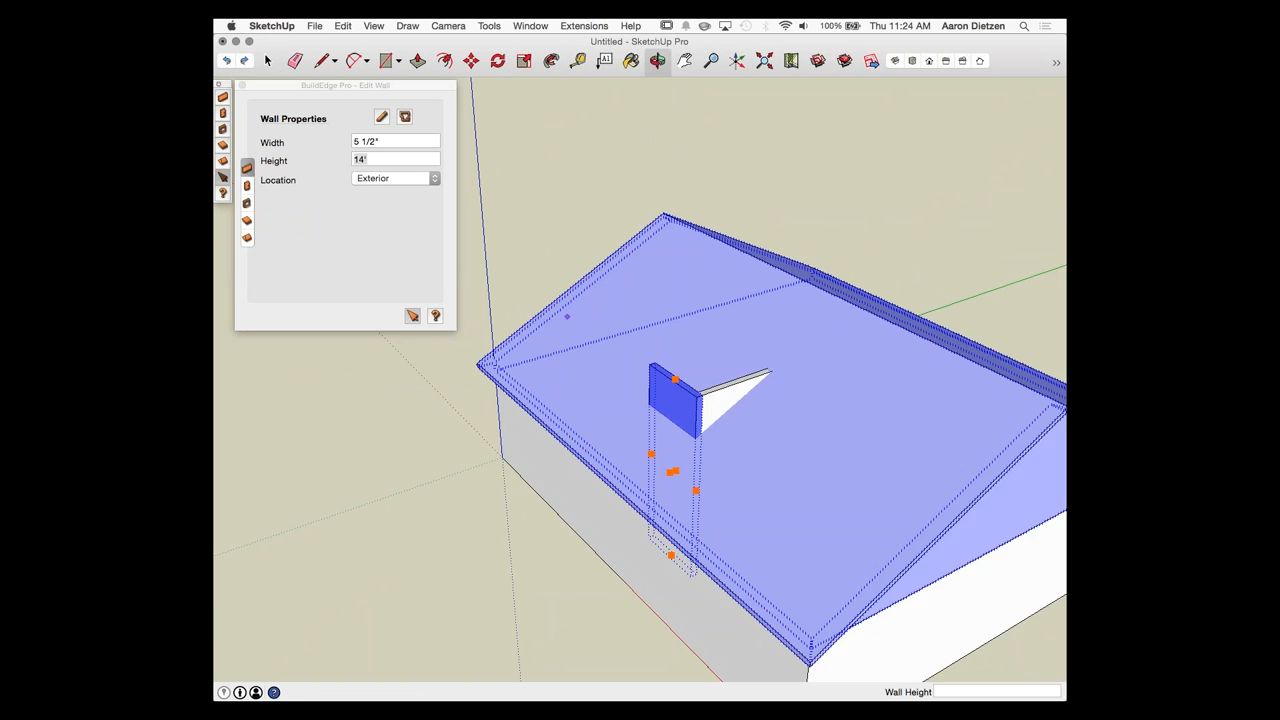 SketchUp File Edit View Draw Camera Tools Window Extensions Help 100% Thu 11:24 AM Aaron Dietzen
Untitled - SketchUp Pro
A1
BuildEdge Pro - Edit Wall
Wall Properties
Width 5 1/2"
Height 14'
Location Exterior
Wall Height